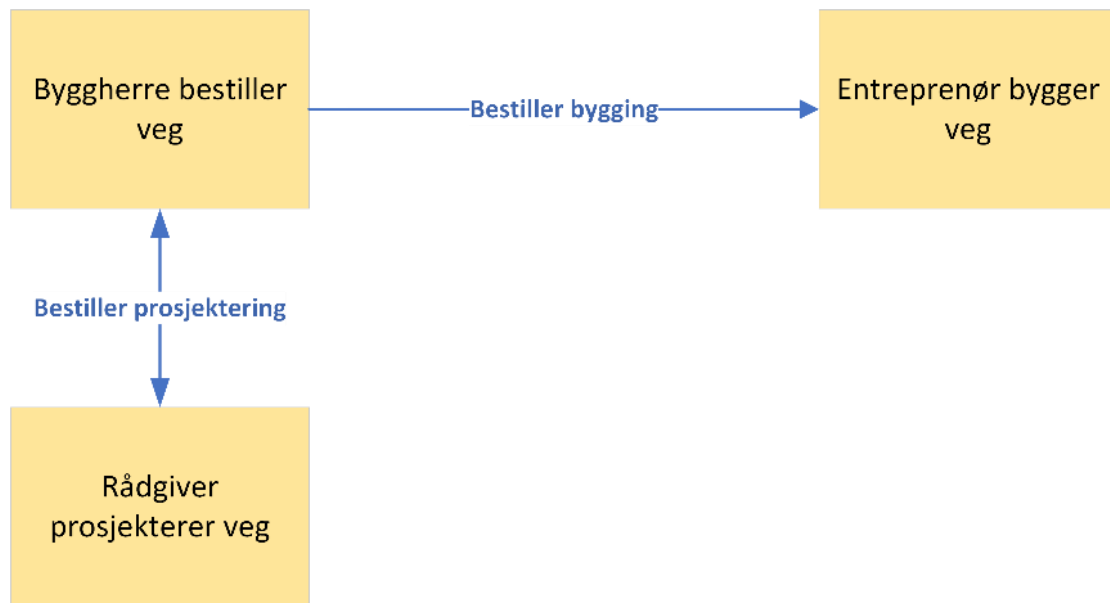 Byggherre bestiller
veg
Bestiller bygging
Entreprenør bygger
veg
Bestiller prosjektering
Rådgiver
prosjekterer veg